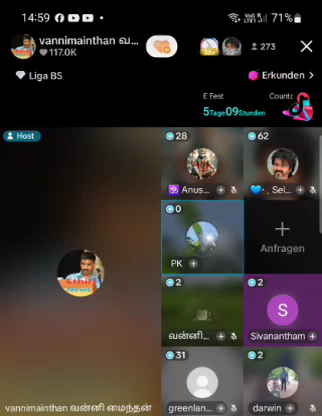 14:59
71%
vannimainthan வ...
117.0K
273
Liga B5
Erkunden >
E Fest
5Tage09Stunden
Countd
Host
28
Anus...
62
Sel...
0
PK
Anfragen
2
வன்னி...
2
S
Sivanantham
31
greenlan...
2
darwin
vannimainthan வன்னி மைந்தன்